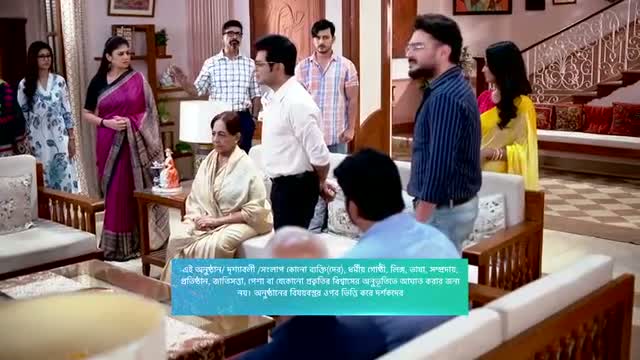 -এই অনুষ্ঠান/ দৃশ্যাবলী /সংলাপ কোনো ব্যক্তি(দের), ধর্মীয় গোষ্ঠী, লিঙ্গ, ভাষা, সম্প্রদায়,
প্রতিষ্ঠান, জাতিসত্তা, পেশা বা যেকোনো প্রকৃতির বিশ্বাসের অনুভূতিতে আঘাত করার জন্য
নয়। অনুষ্ঠানের বিষয়বস্তুর ওপর ভিত্তি করে দর্শকদের